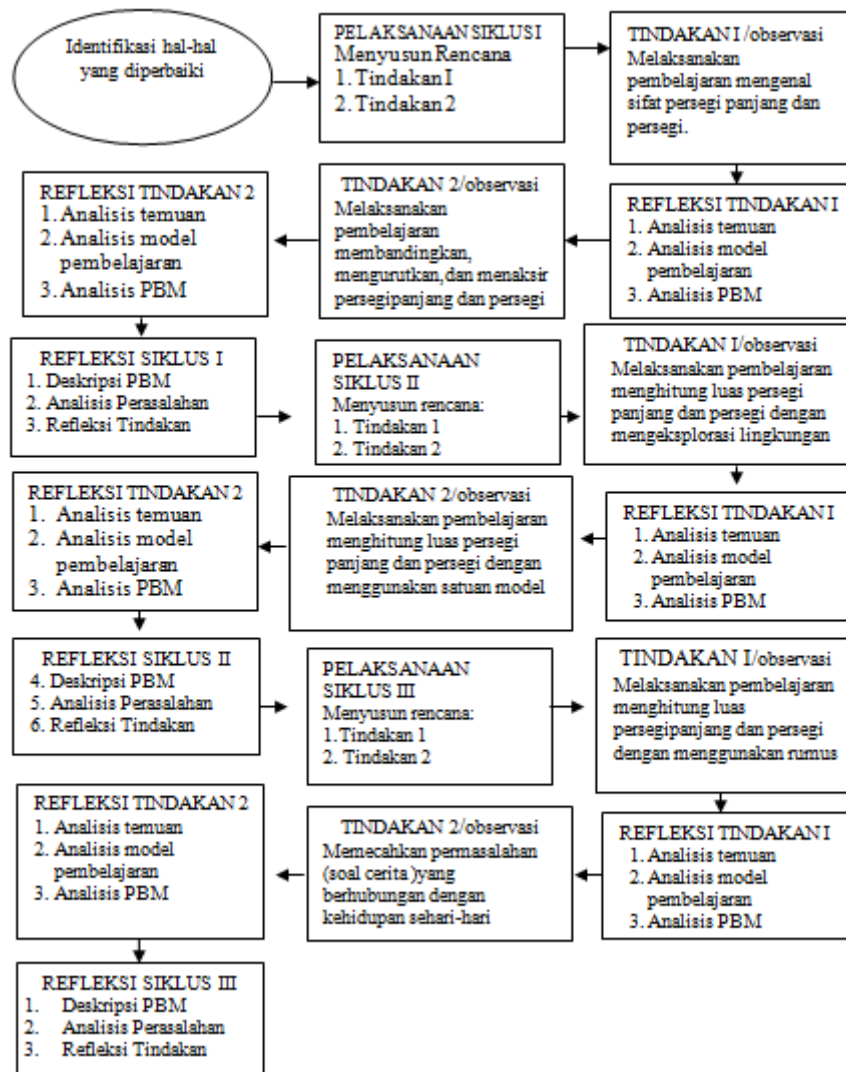 Identifikasi hal-hal
yang diperbaiki
PELAKSANAAN SIKLUS I
Menyusun Rencana
1. Tindakan I
2. Tindakan 2
TINDAKAN I /observasi
Melaksanakan
pembelajaran mengenal
sifat persegi panjang dan
persegi.
REFLEKSI TINDAKAN I
1. Analisis temuan
2. Analisis model
pembelajaran
3. Analisis PBM
TINDAKAN 2/observasi
Melaksanakan
pembelajaran
membandingkan,
mengurutkan,dan menaksir
persegipanjang dan persegi
REFLEKSI TINDAKAN 2
1. Analisis temuan
2. Analisis model
pembelajaran
3. Analisis PBM
REFLEKSI SIKLUS I
1. Deskripsi PBM
2. Analisis Perasalahan
3. Refleksi Tindakan
PELAKSANAAN
SIKLUS II
Menyusun rencana:
1. Tindakan 1
2. Tindakan 2
TINDAKAN I/observasi
Melaksanakan pembelajaran
menghitung luas persegi
panjang dan persegi dengan
mengeksplorasi lingkungan
REFLEKSI TINDAKAN I
1. Analisis temuan
2. Analisis model
pembelajaran
3. Analisis PBM
TINDAKAN 2/observasi
Melaksanakan pembelajaran
menghitung luas persegi
panjang dan persegi dengan
menggunakan satuan model
REFLEKSI TINDAKAN 2
1. Analisis temuan
2. Analisis model
pembelajaran
3. Analisis PBM
REFLEKSI SIKLUS II
4. Deskripsi PBM
5. Analisis Perasalahan
6. Refleksi Tindakan
PELAKSANAAN
SIKLUS III
Menyusun rencana:
1.Tindakan 1
2. Tindakan 2
TINDAKAN I/observasi
Melaksanakan pembelajaran
menghitung luas
persegipanjang dan persegi
dengan menggunakan rumus
REFLEKSI TINDAKAN I
1. Analisis temuan
2. Analisis model
pembelajaran
3. Analisis PBM
TINDAKAN 2/observasi
Memecahkan permasalahan
(soal cerita )yang
berhubungan dengan
kehidupan sehari-hari
REFLEKSI TINDAKAN 2
1. Analisis temuan
2. Analisis model
pembelajaran
3. Analisis PBM
REFLEKSI SIKLUS III
1. Deskripsi PBM
2. Analisis Perasalahan
3. Refleksi Tindakan